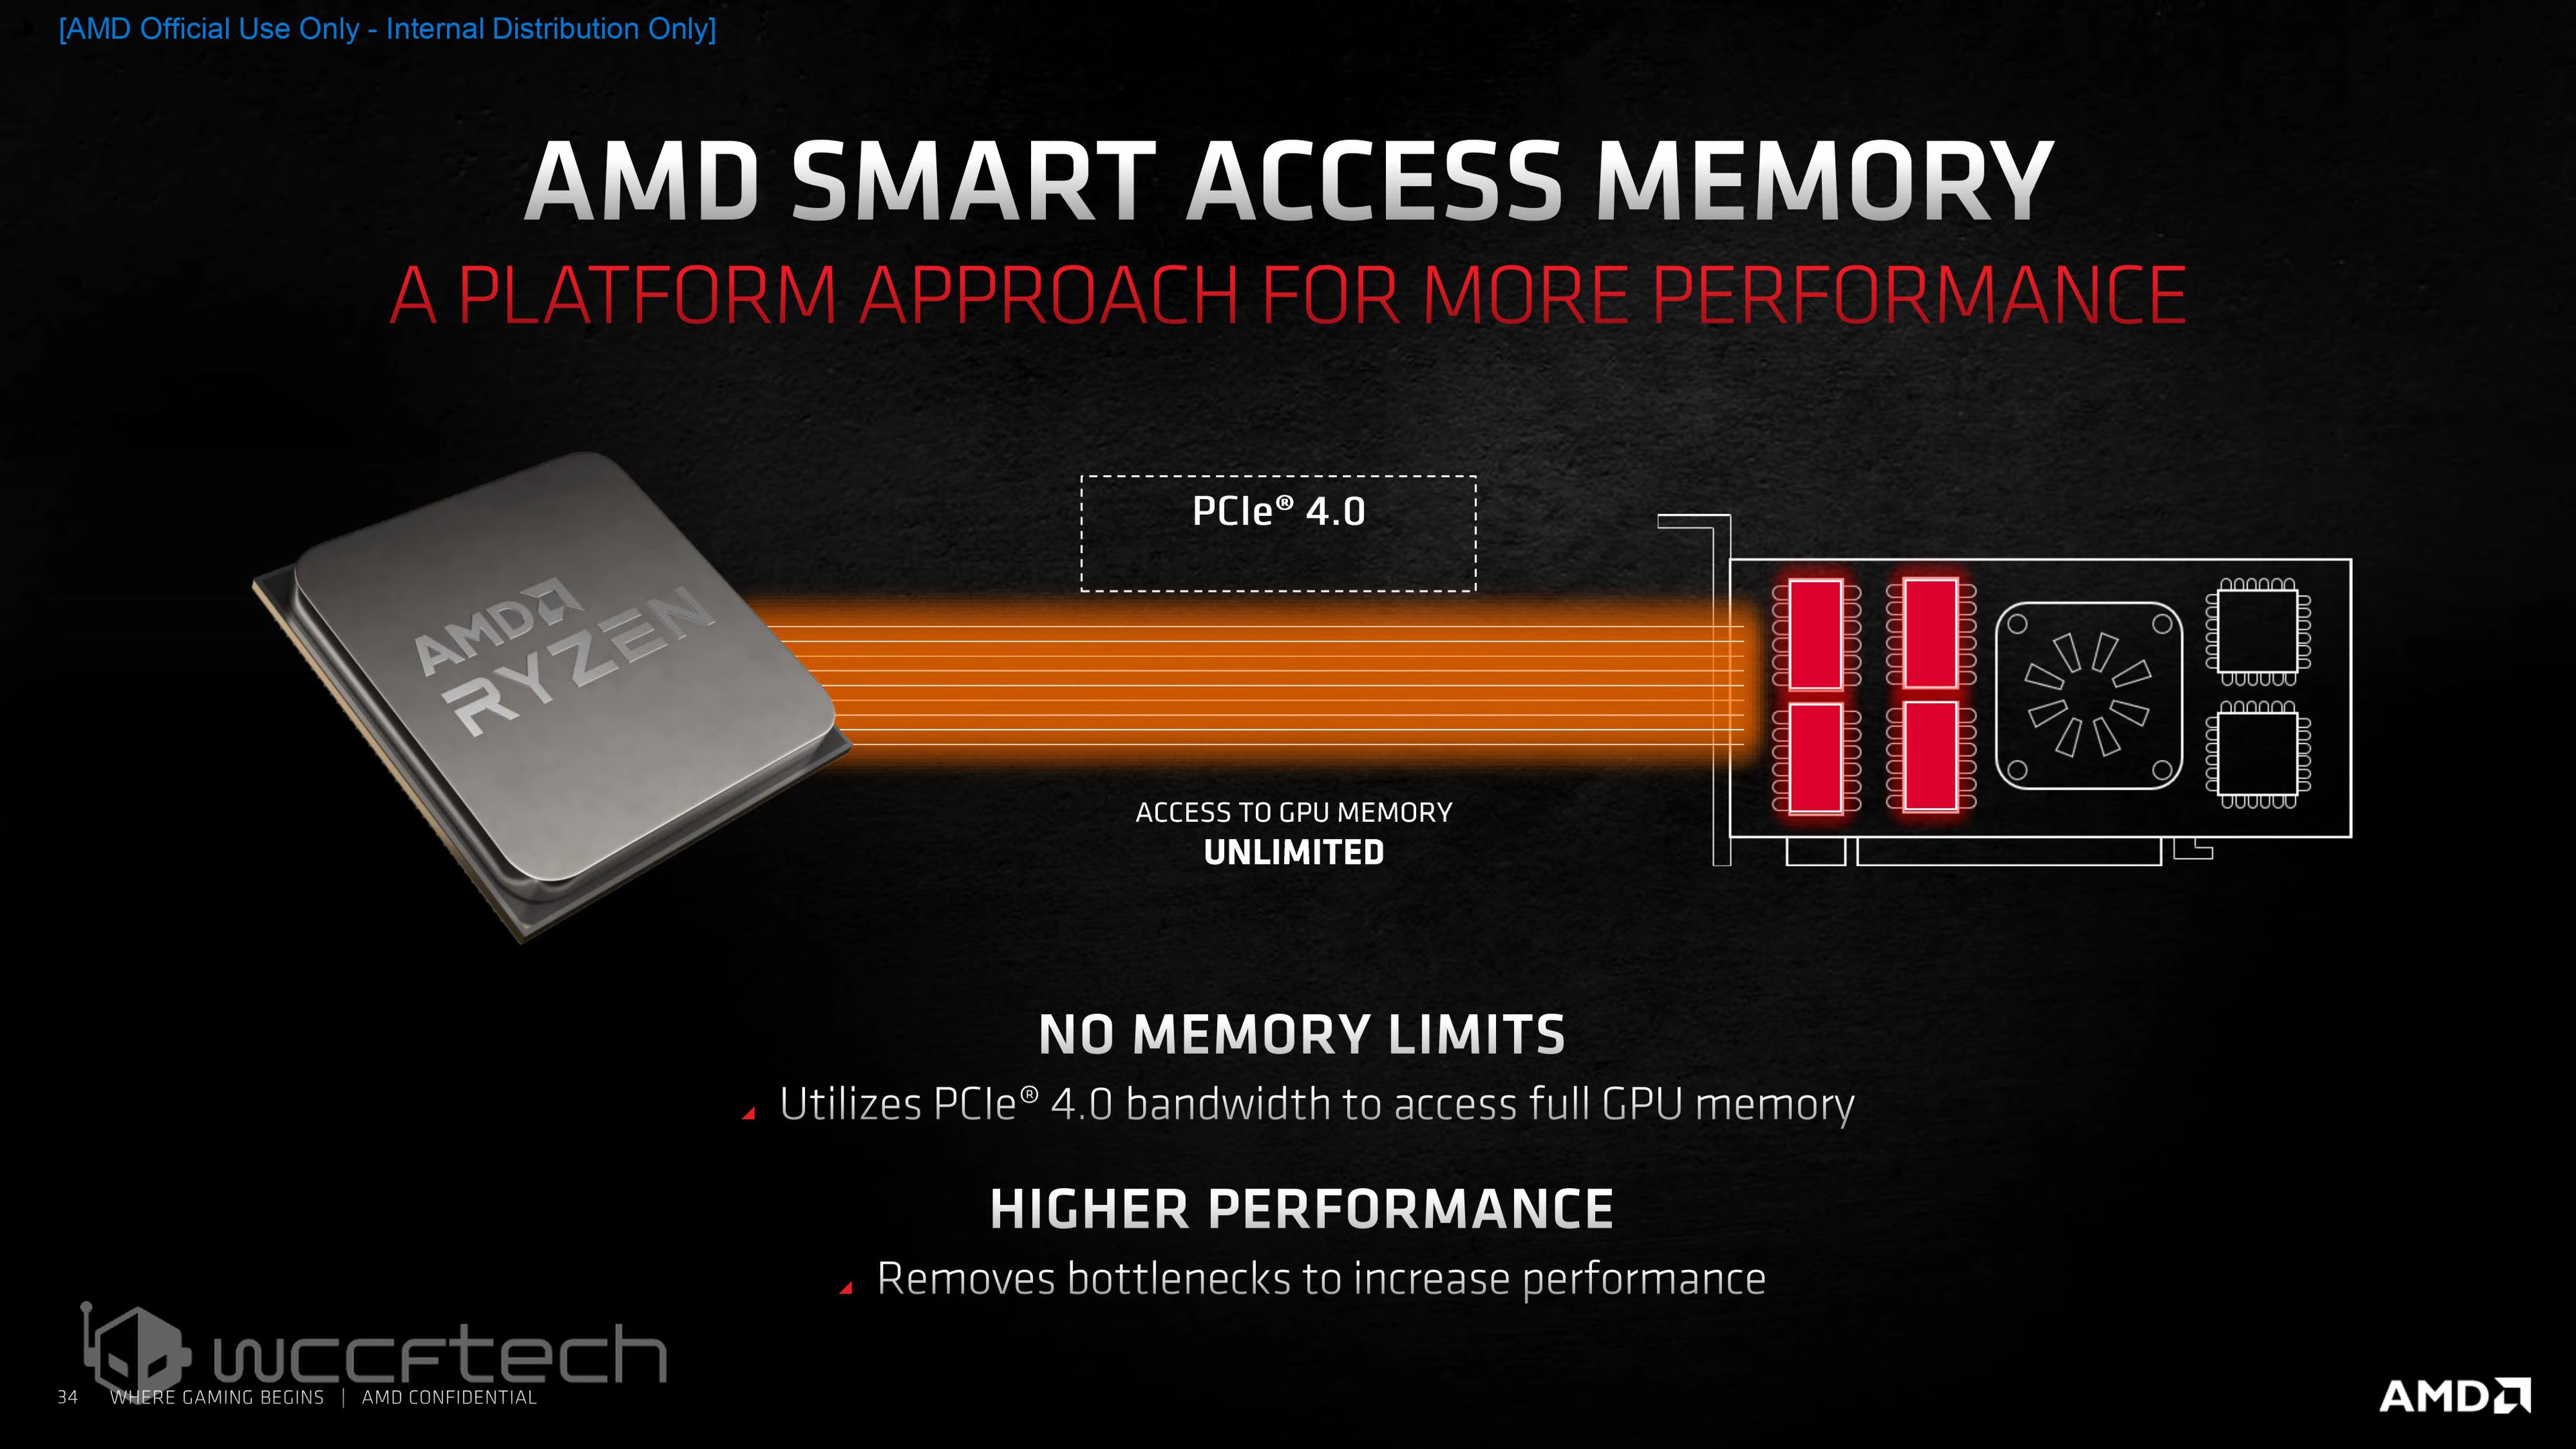 [AMD Official Use Only - Internal Distribution Only]
AMD SMART ACCESS MEMORY
A PLATFORM APPROACH FOR MORE PERFORMANCE
PCIe® 4.0
AMD
RYZEN
ACCESS TO GPU MEMORY
UNLIMITED
NO MEMORY LIMITS
Utilizes PCIe® 4.0 bandwidth to access full GPU memory
HIGHER PERFORMANCE
Removes bottlenecks to increase performance
wccftech
34 WHERE GAMING BEGINS | AMD CONFIDENTIAL
AMD